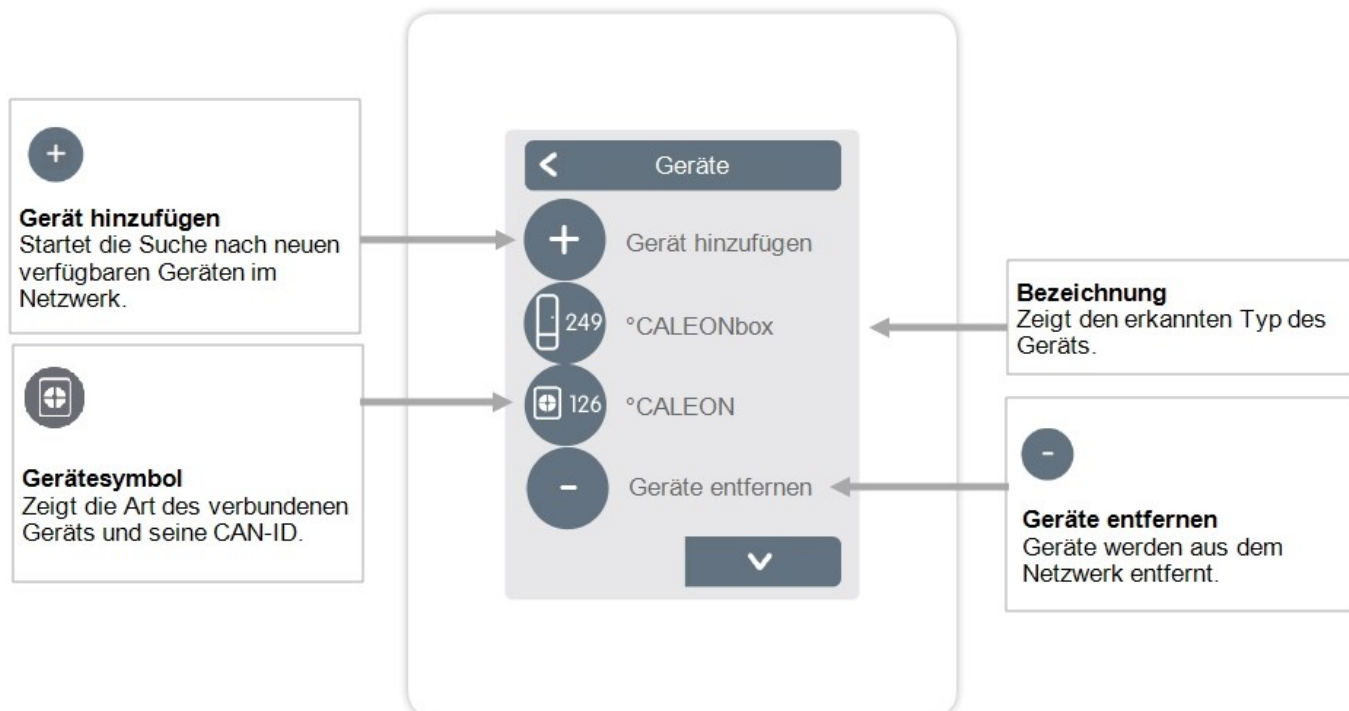 +
Gerät hinzufügen
Startet die Suche nach neuen
verfügbaren Geräten im
Netzwerk.
Gerätesymbol
Zeigt die Art des verbundenen
Geräts und seine CAN-ID.
Geräte
+ Gerät hinzufügen
249 °CALEONbox
126 °CALEON
- Geräte entfernen
Bezeichnung
Zeigt den erkannten Typ des
Geräts.
-
Geräte entfernen
Geräte werden aus dem
Netzwerk entfernt.